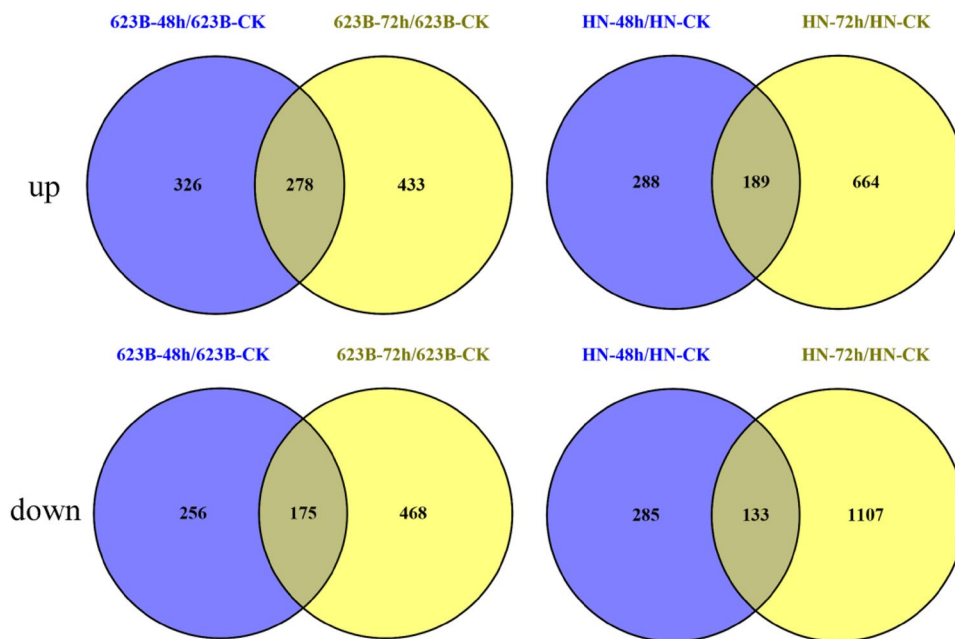 623B-48h/623B-CK 623B-72h/623B-CK HN-48h/HN-CK HN-72h/HN-CK
up 326 278 433 288 189 664
623B-48h/623B-CK 623B-72h/623B-CK HN-48h/HN-CK HN-72h/HN-CK
down 256 175 468 285 133 1107